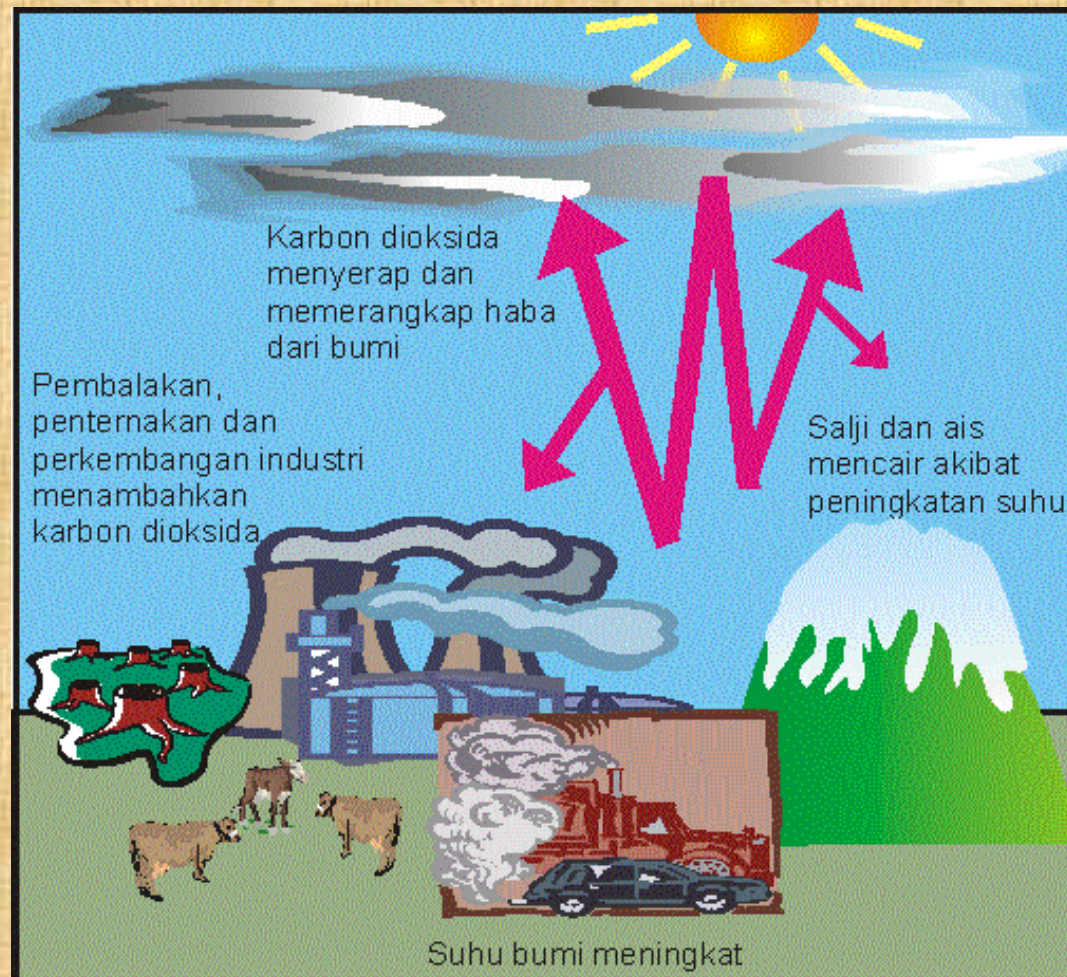 Karbon dioksida
menyerap dan
memerangkap haba
dari bumi
Pembalakan,
penternakan dan
perkembangan industri
menambahkan
karbon dioksida
Salji dan ais
mencair akibat
peningkatan suhu
Suhu bumi meningkat